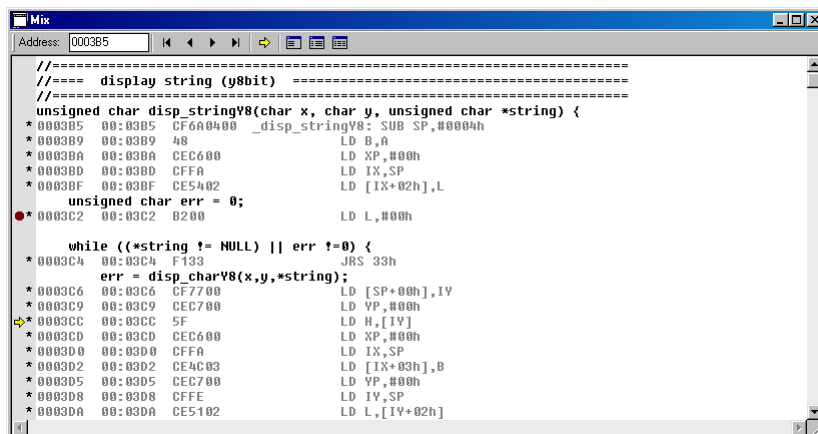 Mix
Address: 0003B5
//========================================================================
//====  display string (y8bit)  ==========================================
//========================================================================
unsigned char disp_stringY8(char x, char y, unsigned char *string) {
* 0003B5  00:03B5  CF6A0400  _disp_stringY8: SUB SP,#0004h
* 0003B9  00:03B9  48                   LD B,A
* 0003BA  00:03BA  CEC600               LD XP,#00h
* 0003BD  00:03BD  CFFA                 LD IX,SP
* 0003BF  00:03BF  CE5402               LD [IX+02h],L
    unsigned char err = 0;
* 0003C2  00:03C2  B200                 LD L,#00h
    while ((*string != NULL) || err !=0) {
* 0003C4  00:03C4  F133                 JRS 33h
        err = disp_charY8(x,y,*string);
* 0003C6  00:03C6  CF7700               LD [SP+00h],IY
* 0003C9  00:03C9  CEC700               LD YP,#00h
* 0003CC  00:03CC  5F                   LD H,[IY]
* 0003CD  00:03CD  CEC600               LD XP,#00h
* 0003D0  00:03D0  CFFA                 LD IX,SP
* 0003D2  00:03D2  CE4C03               LD [IX+03h],B
* 0003D5  00:03D5  CEC700               LD YP,#00h
* 0003D8  00:03D8  CFFE                 LD IY,SP
* 0003DA  00:03DA  CE5102               LD L,[IY+02h]